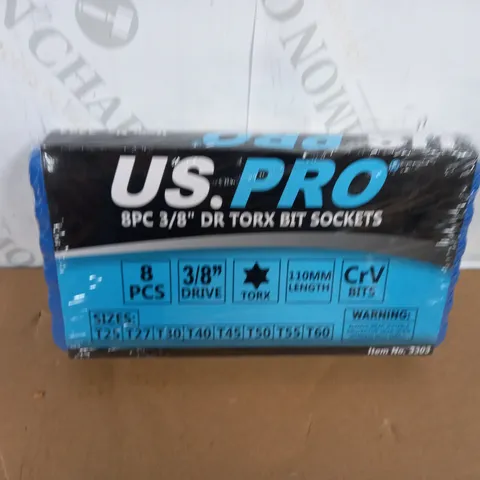 US.PRO
8PC 3/8" DR TORX BIT SOCKETS
8 PCS
3/8" DRIVE
TORX
110MM LENGTH
CrV BITS
SIZES:
T25 T27 T30 T40 T45 T50 T55 T60
WARNING:
Item No. 3303